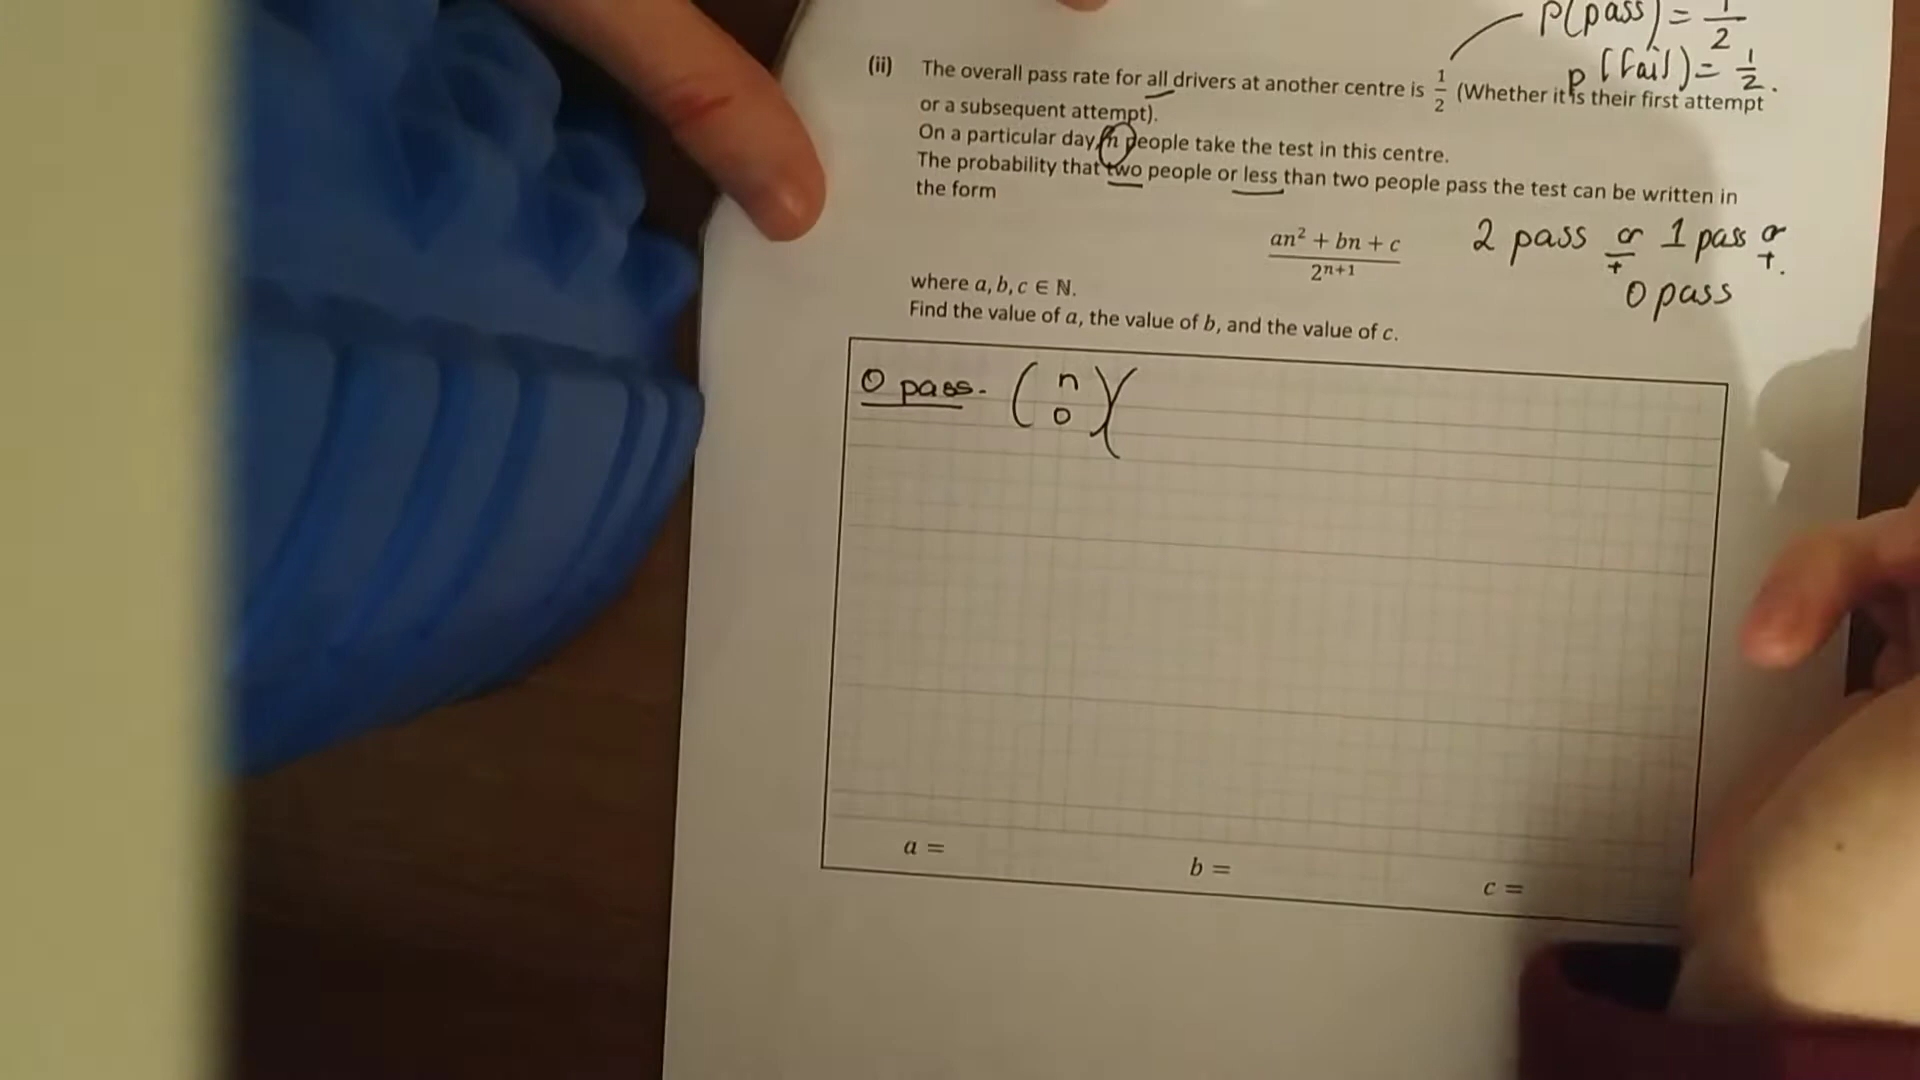 P(pass) = 1/2
P(fail) = 1/2.
(ii) The overall pass rate for all drivers at another centre is 1/2 (Whether it is their first attempt
or a subsequent attempt).
On a particular day, n people take the test in this centre.
The probability that two people or less than two people pass the test can be written in
the form
an² + bn + c
2ⁿ⁺¹
2 pass or 1 pass or
+ +.
0 pass
where a, b, c ∈ ℕ.
Find the value of a, the value of b, and the value of c.
0 pass. (n 0)(
a =
b =
c =